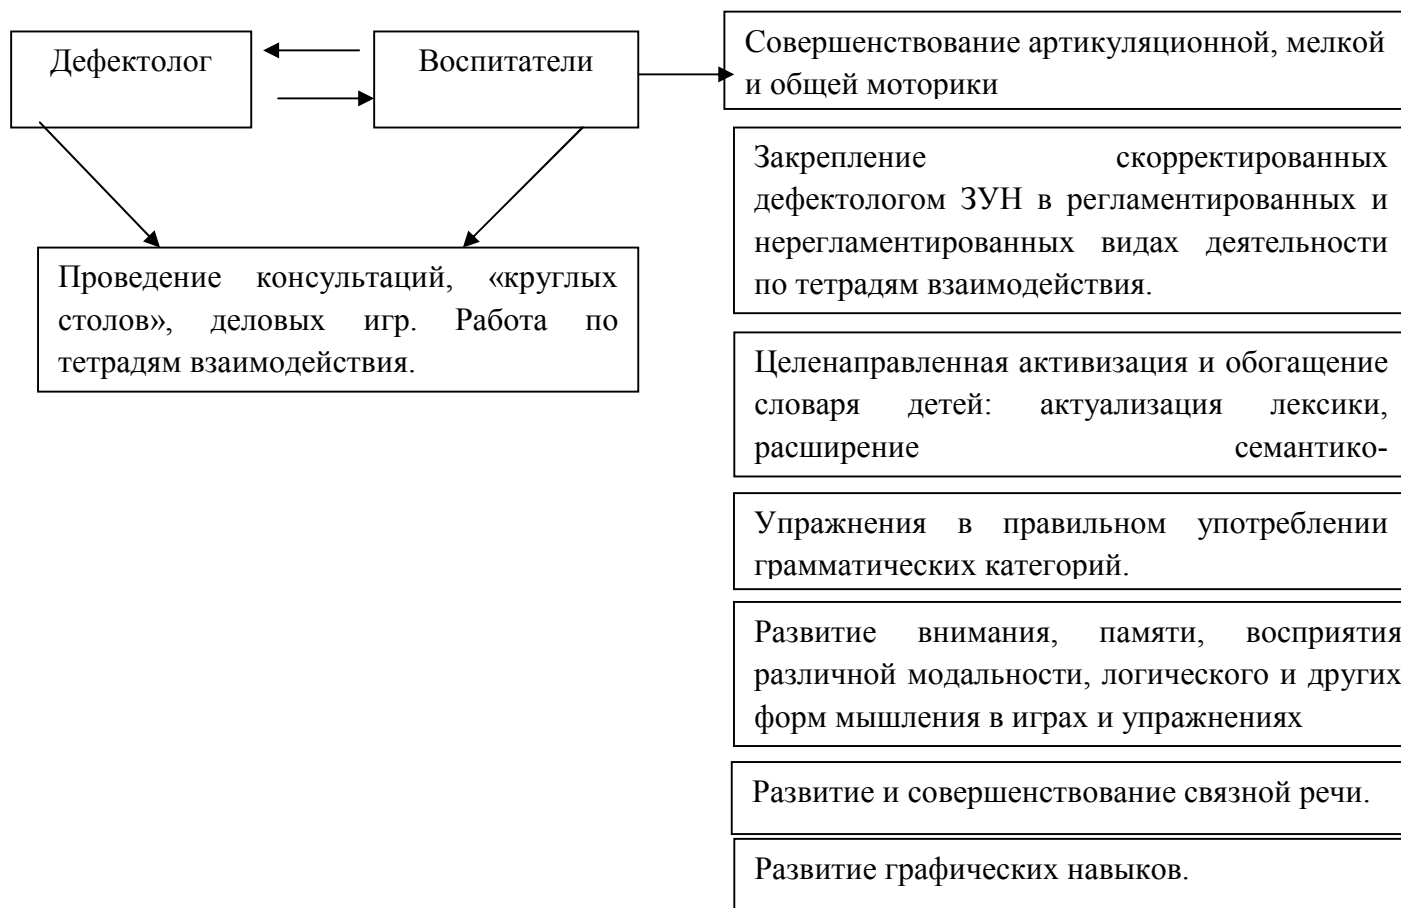 Дефектолог
Воспитатели
Совершенствование артикуляционной, мелкой
и общей моторики
Закрепление скорректированных
дефектологом ЗУН в регламентированных и
нерегламентированных видах деятельности
по тетрадям взаимодействия.
Проведение консультаций, «круглых
столов», деловых игр. Работа по
тетрадям взаимодействия.
Целенаправленная активизация и обогащение
словаря детей: актуализация лексики,
расширение семантико-
Упражнения в правильном употреблении
грамматических категорий.
Развитие внимания, памяти, восприятия
различной модальности, логического и других
форм мышления в играх и упражнениях
Развитие и совершенствование связной речи.
Развитие графических навыков.